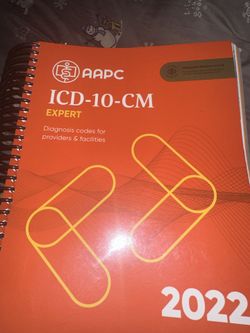 AAPC
ICD-10-CM
EXPERT
Diagnosis codes for
providers & facilities
2022